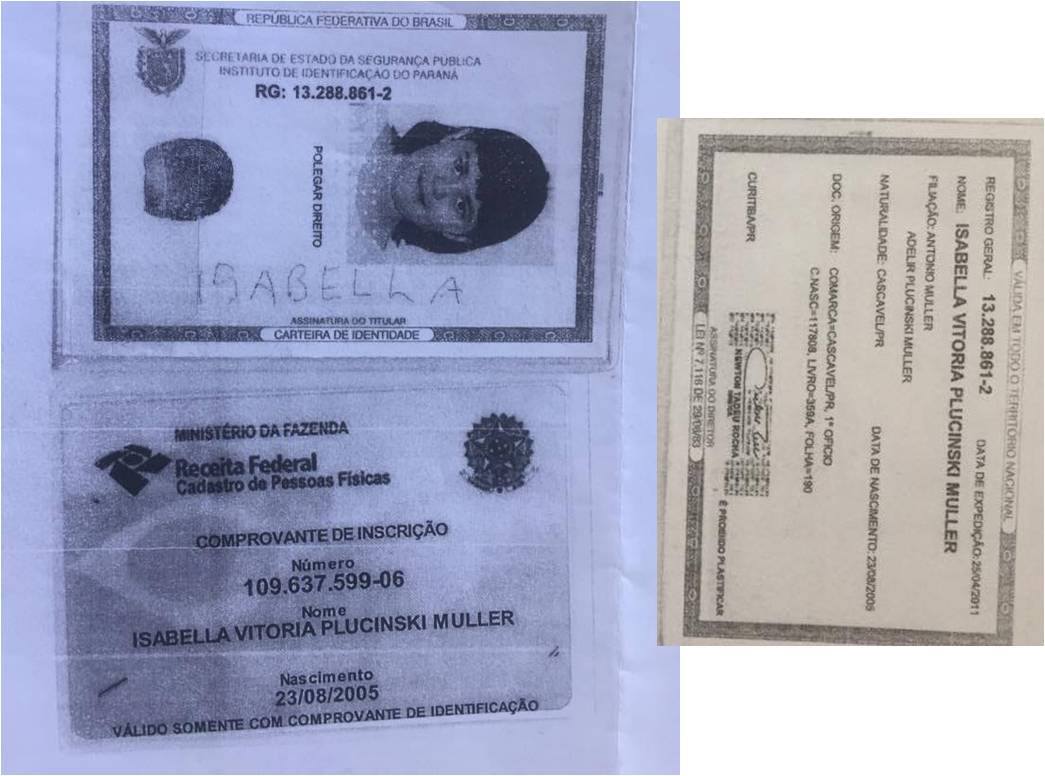 REPÚBLICA FEDERATIVA DO BRASIL
SECRETARIA DE ESTADO DA SEGURANÇA PÚBLICA
INSTITUTO DE IDENTIFICAÇÃO DO PARANÁ
RG: 13.288.861-2
POLEGAR DIREITO
ISABELLA
ASSINATURA DO TITULAR
CARTEIRA DE IDENTIDADE
MINISTÉRIO DA FAZENDA
Receita Federal
Cadastro de Pessoas Físicas
COMPROVANTE DE INSCRIÇÃO
Número
109.637.599-06
Nome
ISABELLA VITORIA PLUCINSKI MULLER
Nascimento
23/08/2005
VÁLIDO SOMENTE COM COMPROVANTE DE IDENTIFICAÇÃO
VÁLIDA EM TODO O TERRITÓRIO NACIONAL
REGISTRO GERAL: 13.288.861-2 DATA DE EXPEDIÇÃO: 25/04/2011
NOME: ISABELLA VITORIA PLUCINSKI MULLER
FILIAÇÃO: ANTONIO MULLER
ADELIR PLUCINSKI MULLER
NATURALIDADE: CASCAVEL/PR DATA DE NASCIMENTO: 23/08/2005
DOC. ORIGEM: COMARCA=CASCAVEL/PR, 1º OFICIO
C.NASC=117808, LIVRO=359A, FOLHA=190
CURITIBA/PR
NEWTON TADEU ROCHA
ASSINATURA DO DIRETOR
É PROIBIDO PLASTIFICAR
LEI Nº 7.116 DE 29/08/83